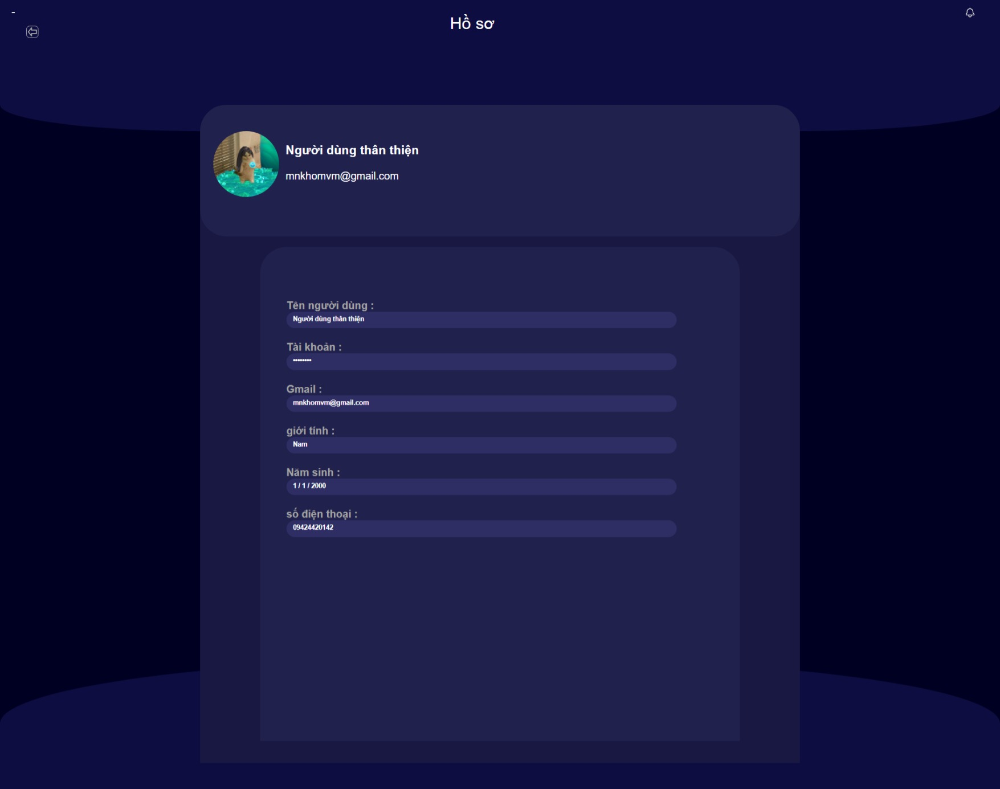 -
Hồ sơ
Người dùng thân thiện
mnkhomvm@gmail.com
Tên người dùng :
Người dùng thân thiện
Tài khoản :
••••••••
Gmail :
mnkhomvm@gmail.com
giới tính :
Nam
Năm sinh :
1 / 1 / 2000
số điện thoại :
09424420142